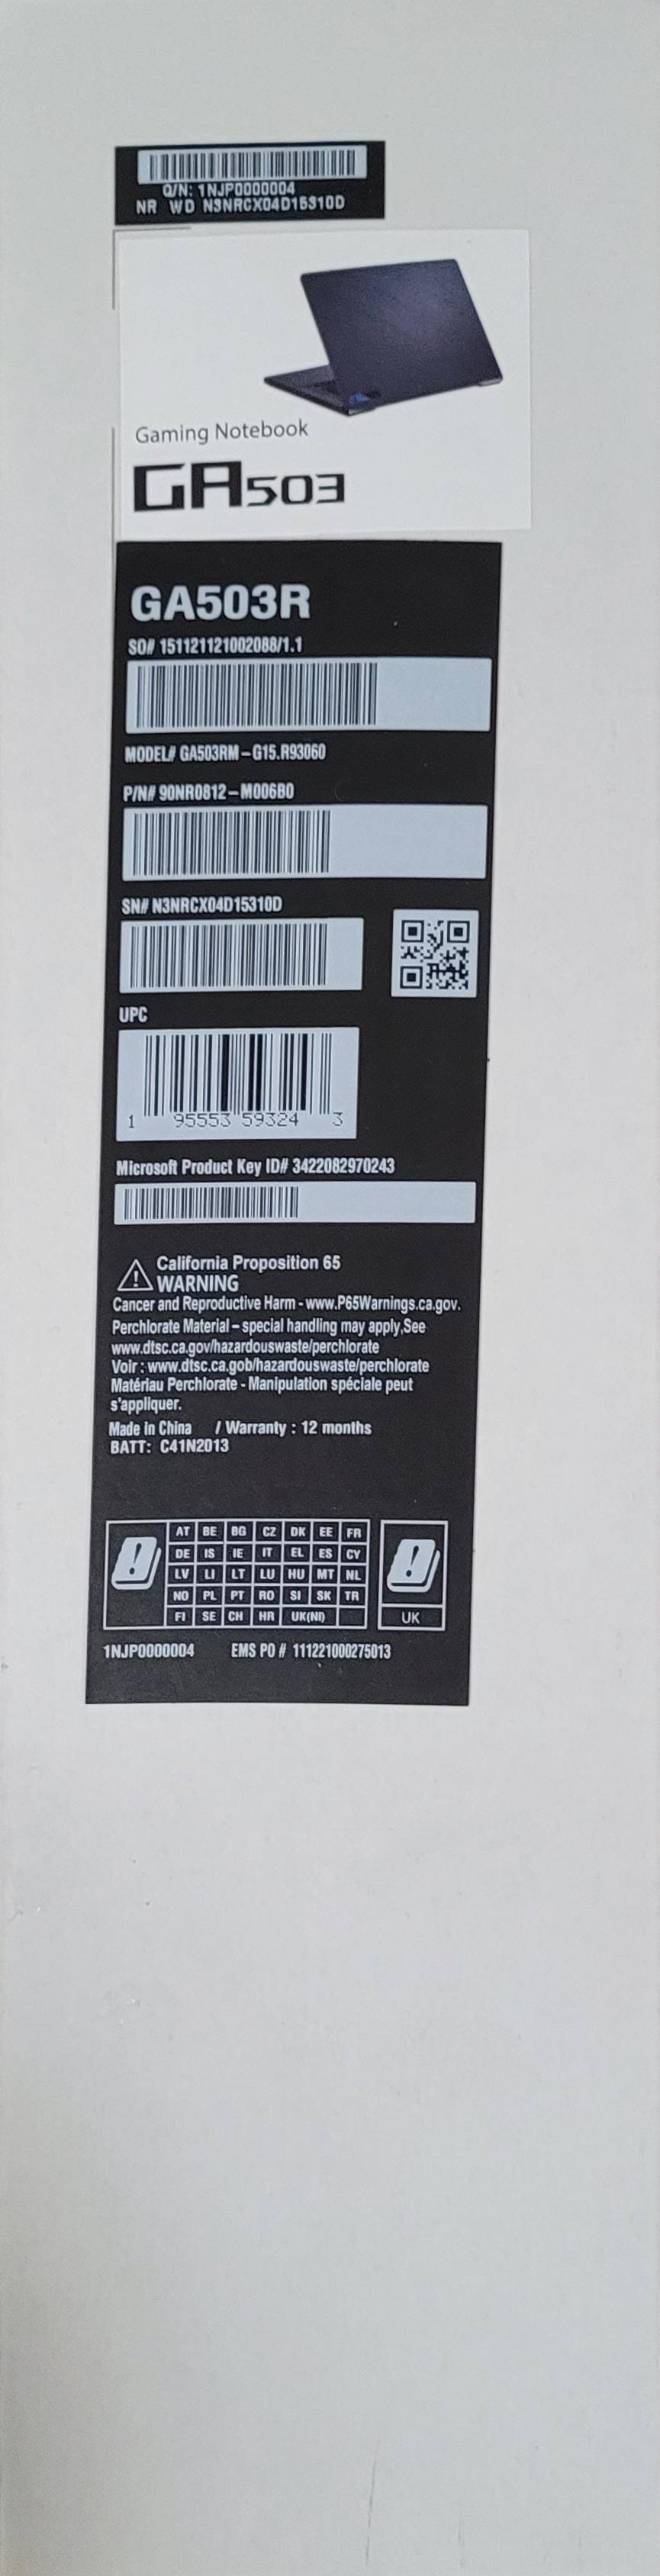 Q/N: 1NJP0000004
NR WD N3NRCX04D15310D
Gaming Notebook
GA503
GA503R
SO# 151121121002088/1.1
MODEL# GA503RM-G15.R93060
P/N# 90NR0812-M006B0
SN# N3NRCX04D15310D
UPC
1 95553 59324 3
Microsoft Product Key ID# 3422082970243
California Proposition 65
WARNING
Cancer and Reproductive Harm - www.P65Warnings.ca.gov.
Perchlorate Material - special handling may apply,See
www.dtsc.ca.gov/hazardouswaste/perchlorate
Voir : www.dtsc.ca.gob/hazardouswaste/perchlorate
Matériau Perchlorate - Manipulation spéciale peut
s'appliquer.
Made in China / Warranty : 12 months
BATT: C41N2013
AT BE BG CZ DK EE FR
DE IS IE IT EL ES CY
LV LI LT LU HU MT NL
NO PL PT RO SI SK TR
FI SE CH HR UK(NI)
UK
1NJP0000004 EMS PO # 111221000275013